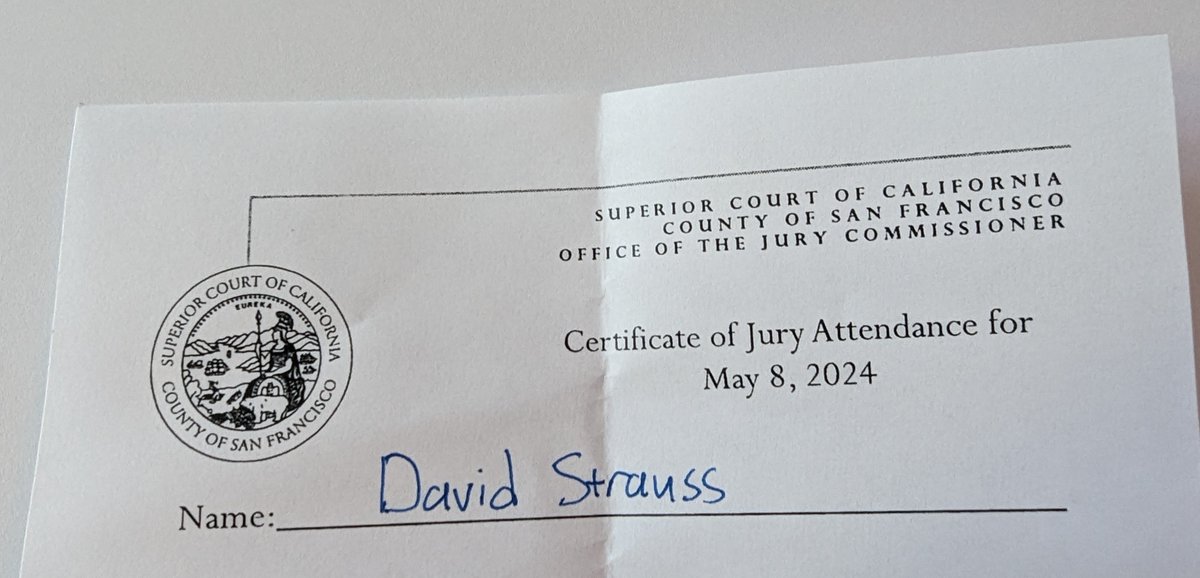 SUPERIOR COURT OF CALIFORNIA
COUNTY OF SAN FRANCISCO
OFFICE OF THE JURY COMMISSIONER
SUPERIOR COURT OF CALIFORNIA
EUREKA
COUNTY OF SAN FRANCISCO
Certificate of Jury Attendance for
May 8, 2024
Name: David Strauss